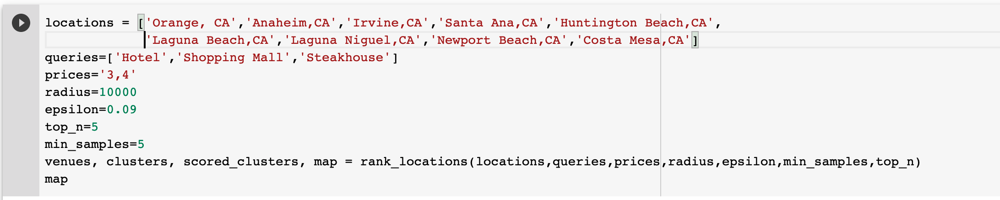 locations = ['Orange, CA','Anaheim,CA','Irvine,CA','Santa Ana,CA','Huntington Beach,CA',
'Laguna Beach,CA','Laguna Niguel,CA','Newport Beach,CA','Costa Mesa,CA']
queries=['Hotel','Shopping Mall','Steakhouse']
prices='3,4'
radius=10000
epsilon=0.09
top_n=5
min_samples=5
venues, clusters, scored_clusters, map = rank_locations(locations,queries,prices,radius,epsilon,min_samples,top_n)
map